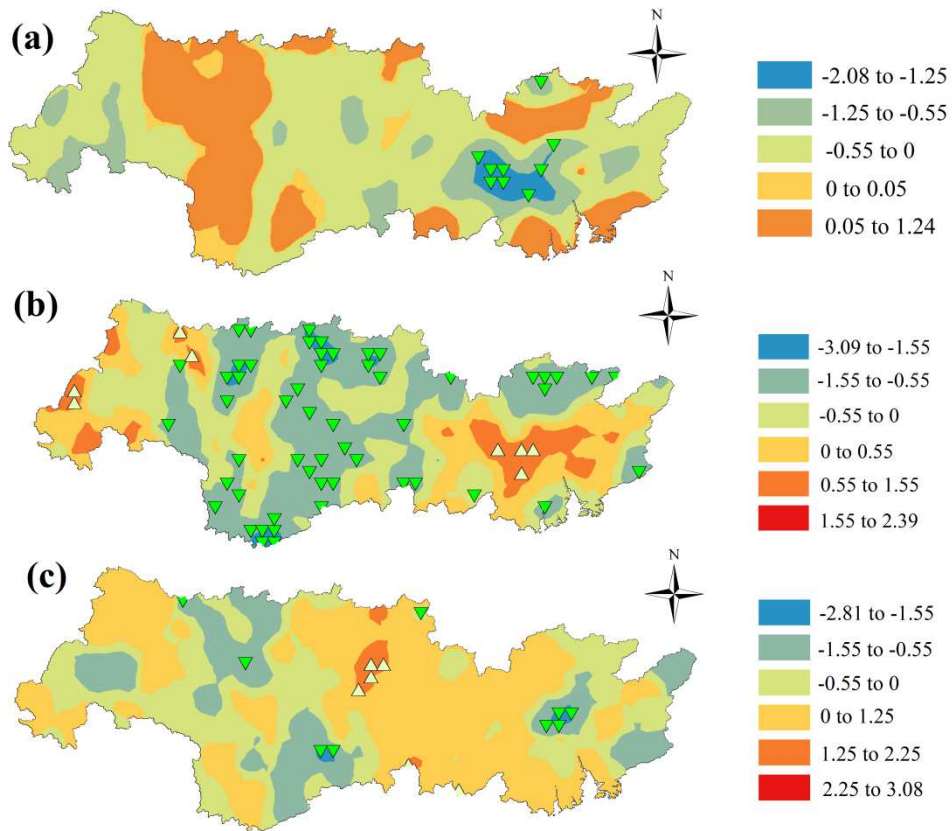 (a)
N
-2.08 to -1.25
-1.25 to -0.55
-0.55 to 0
0 to 0.05
0.05 to 1.24
(b)
N
-3.09 to -1.55
-1.55 to -0.55
-0.55 to 0
0 to 0.55
0.55 to 1.55
1.55 to 2.39
(c)
N
-2.81 to -1.55
-1.55 to -0.55
-0.55 to 0
0 to 1.25
1.25 to 2.25
2.25 to 3.08